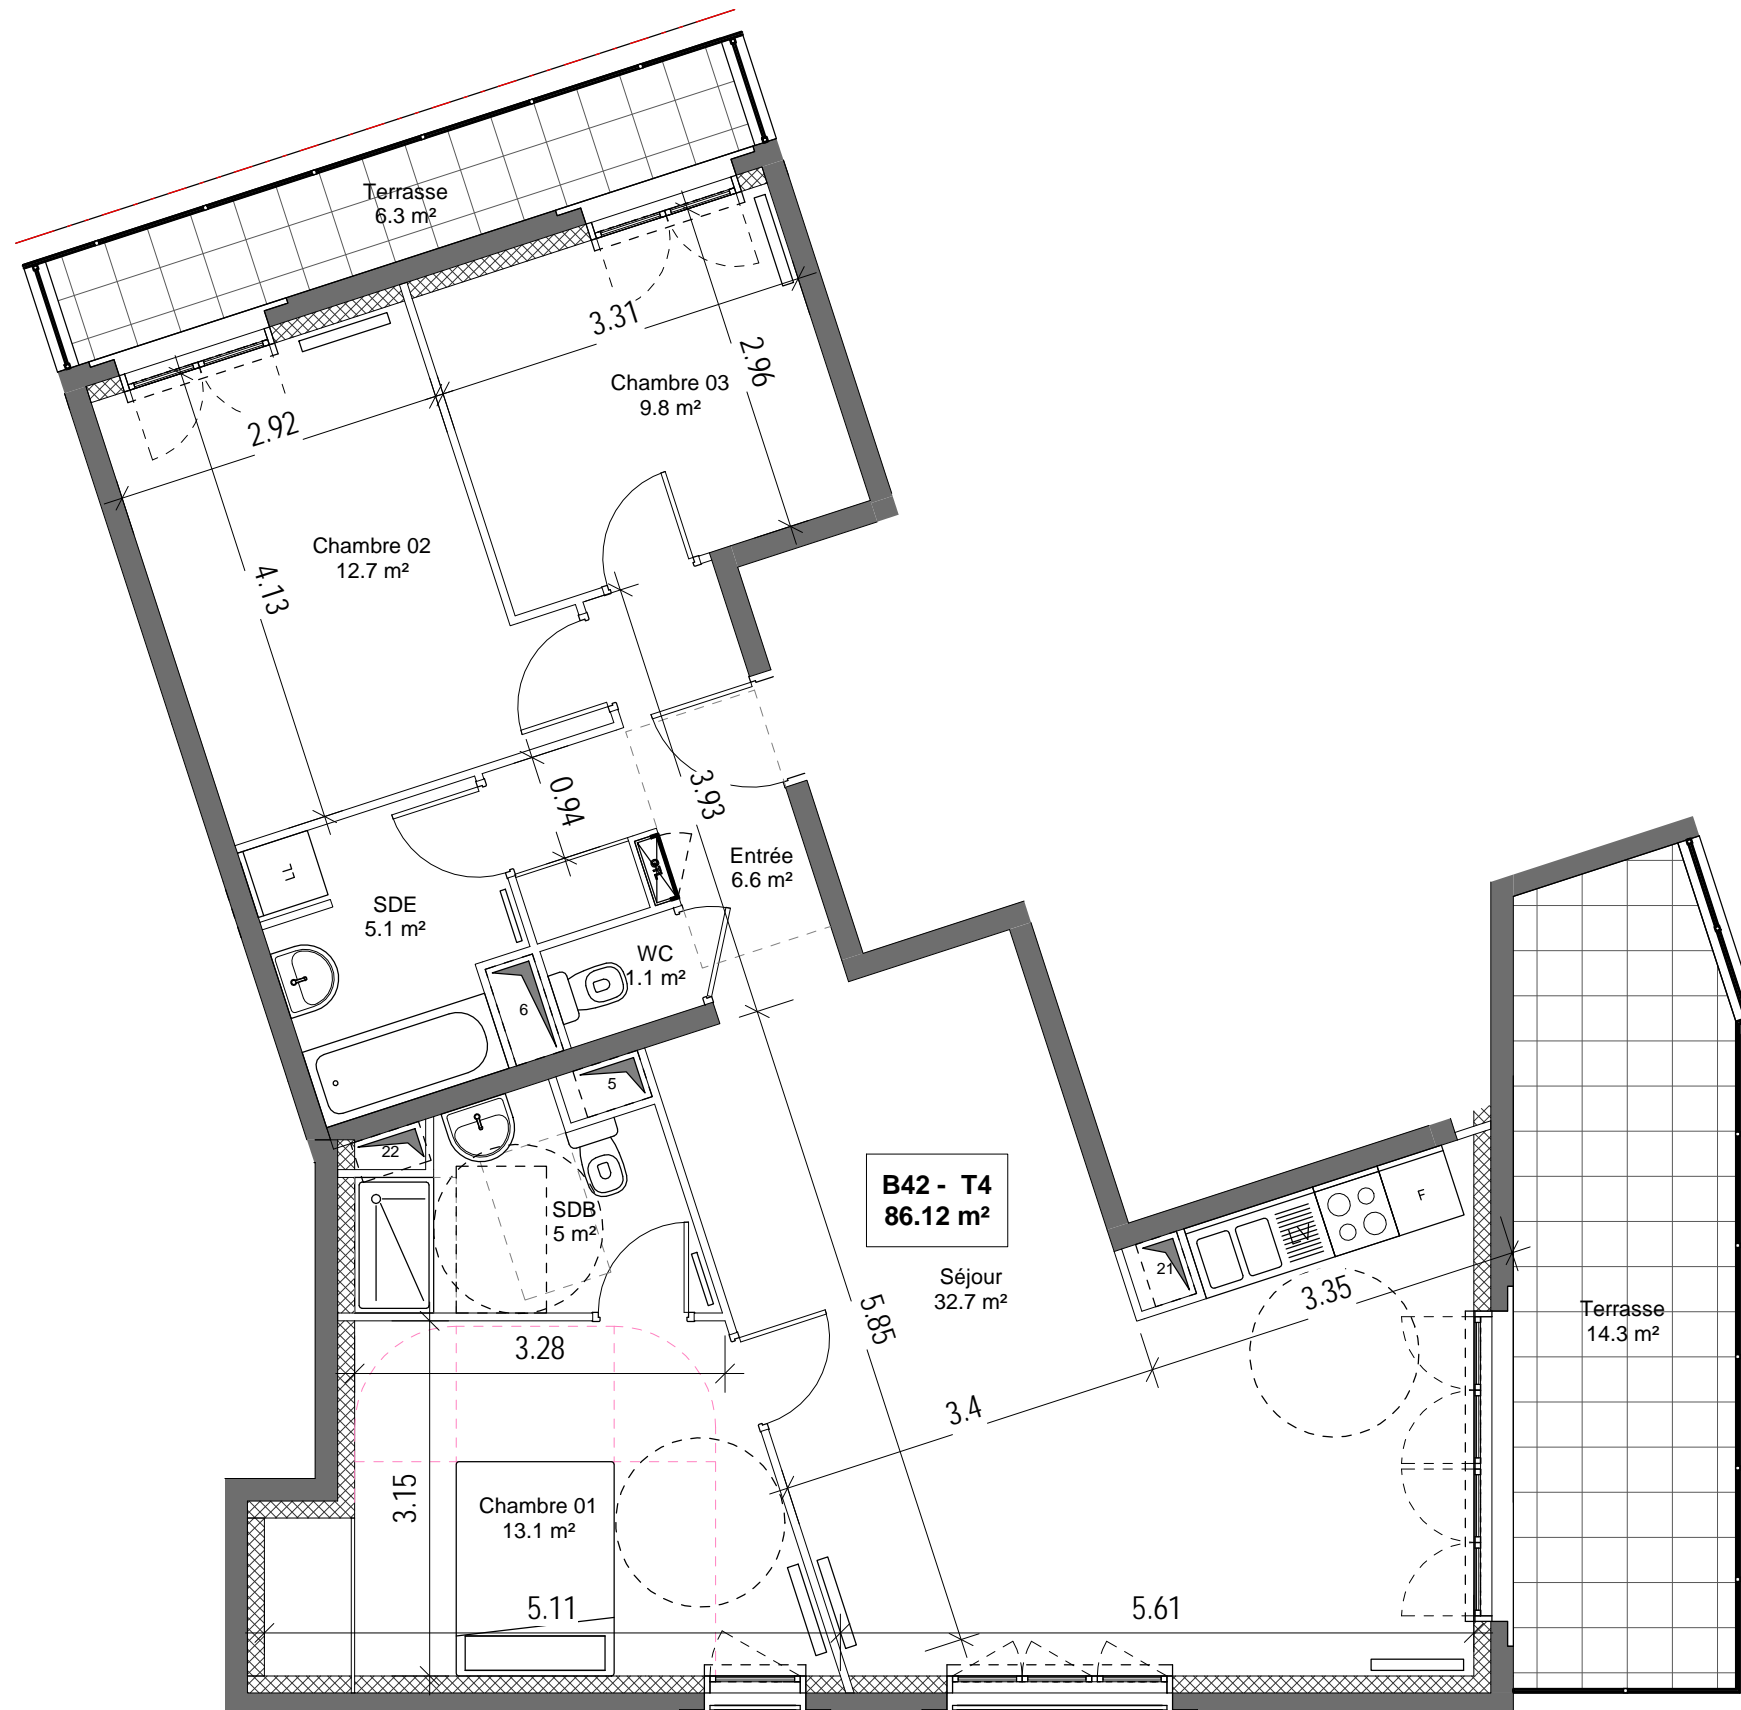 Terrasse
6.3 m²
3.31
2.96
Chambre 03
9.8 m²
2.92
Chambre 02
12.7 m²
4.13
3.93
0.94
Entrée
6.6 m²
LL
SDE
5.1 m²
WC
1.1 m²
6
5
22
B42 - T4
86.12 m²
F
LV
SDB
5 m²
21
Séjour
32.7 m²
3.35
Terrasse
14.3 m²
5.85
3.28
3.4
3.15
Chambre 01
13.1 m²
5.11
5.61